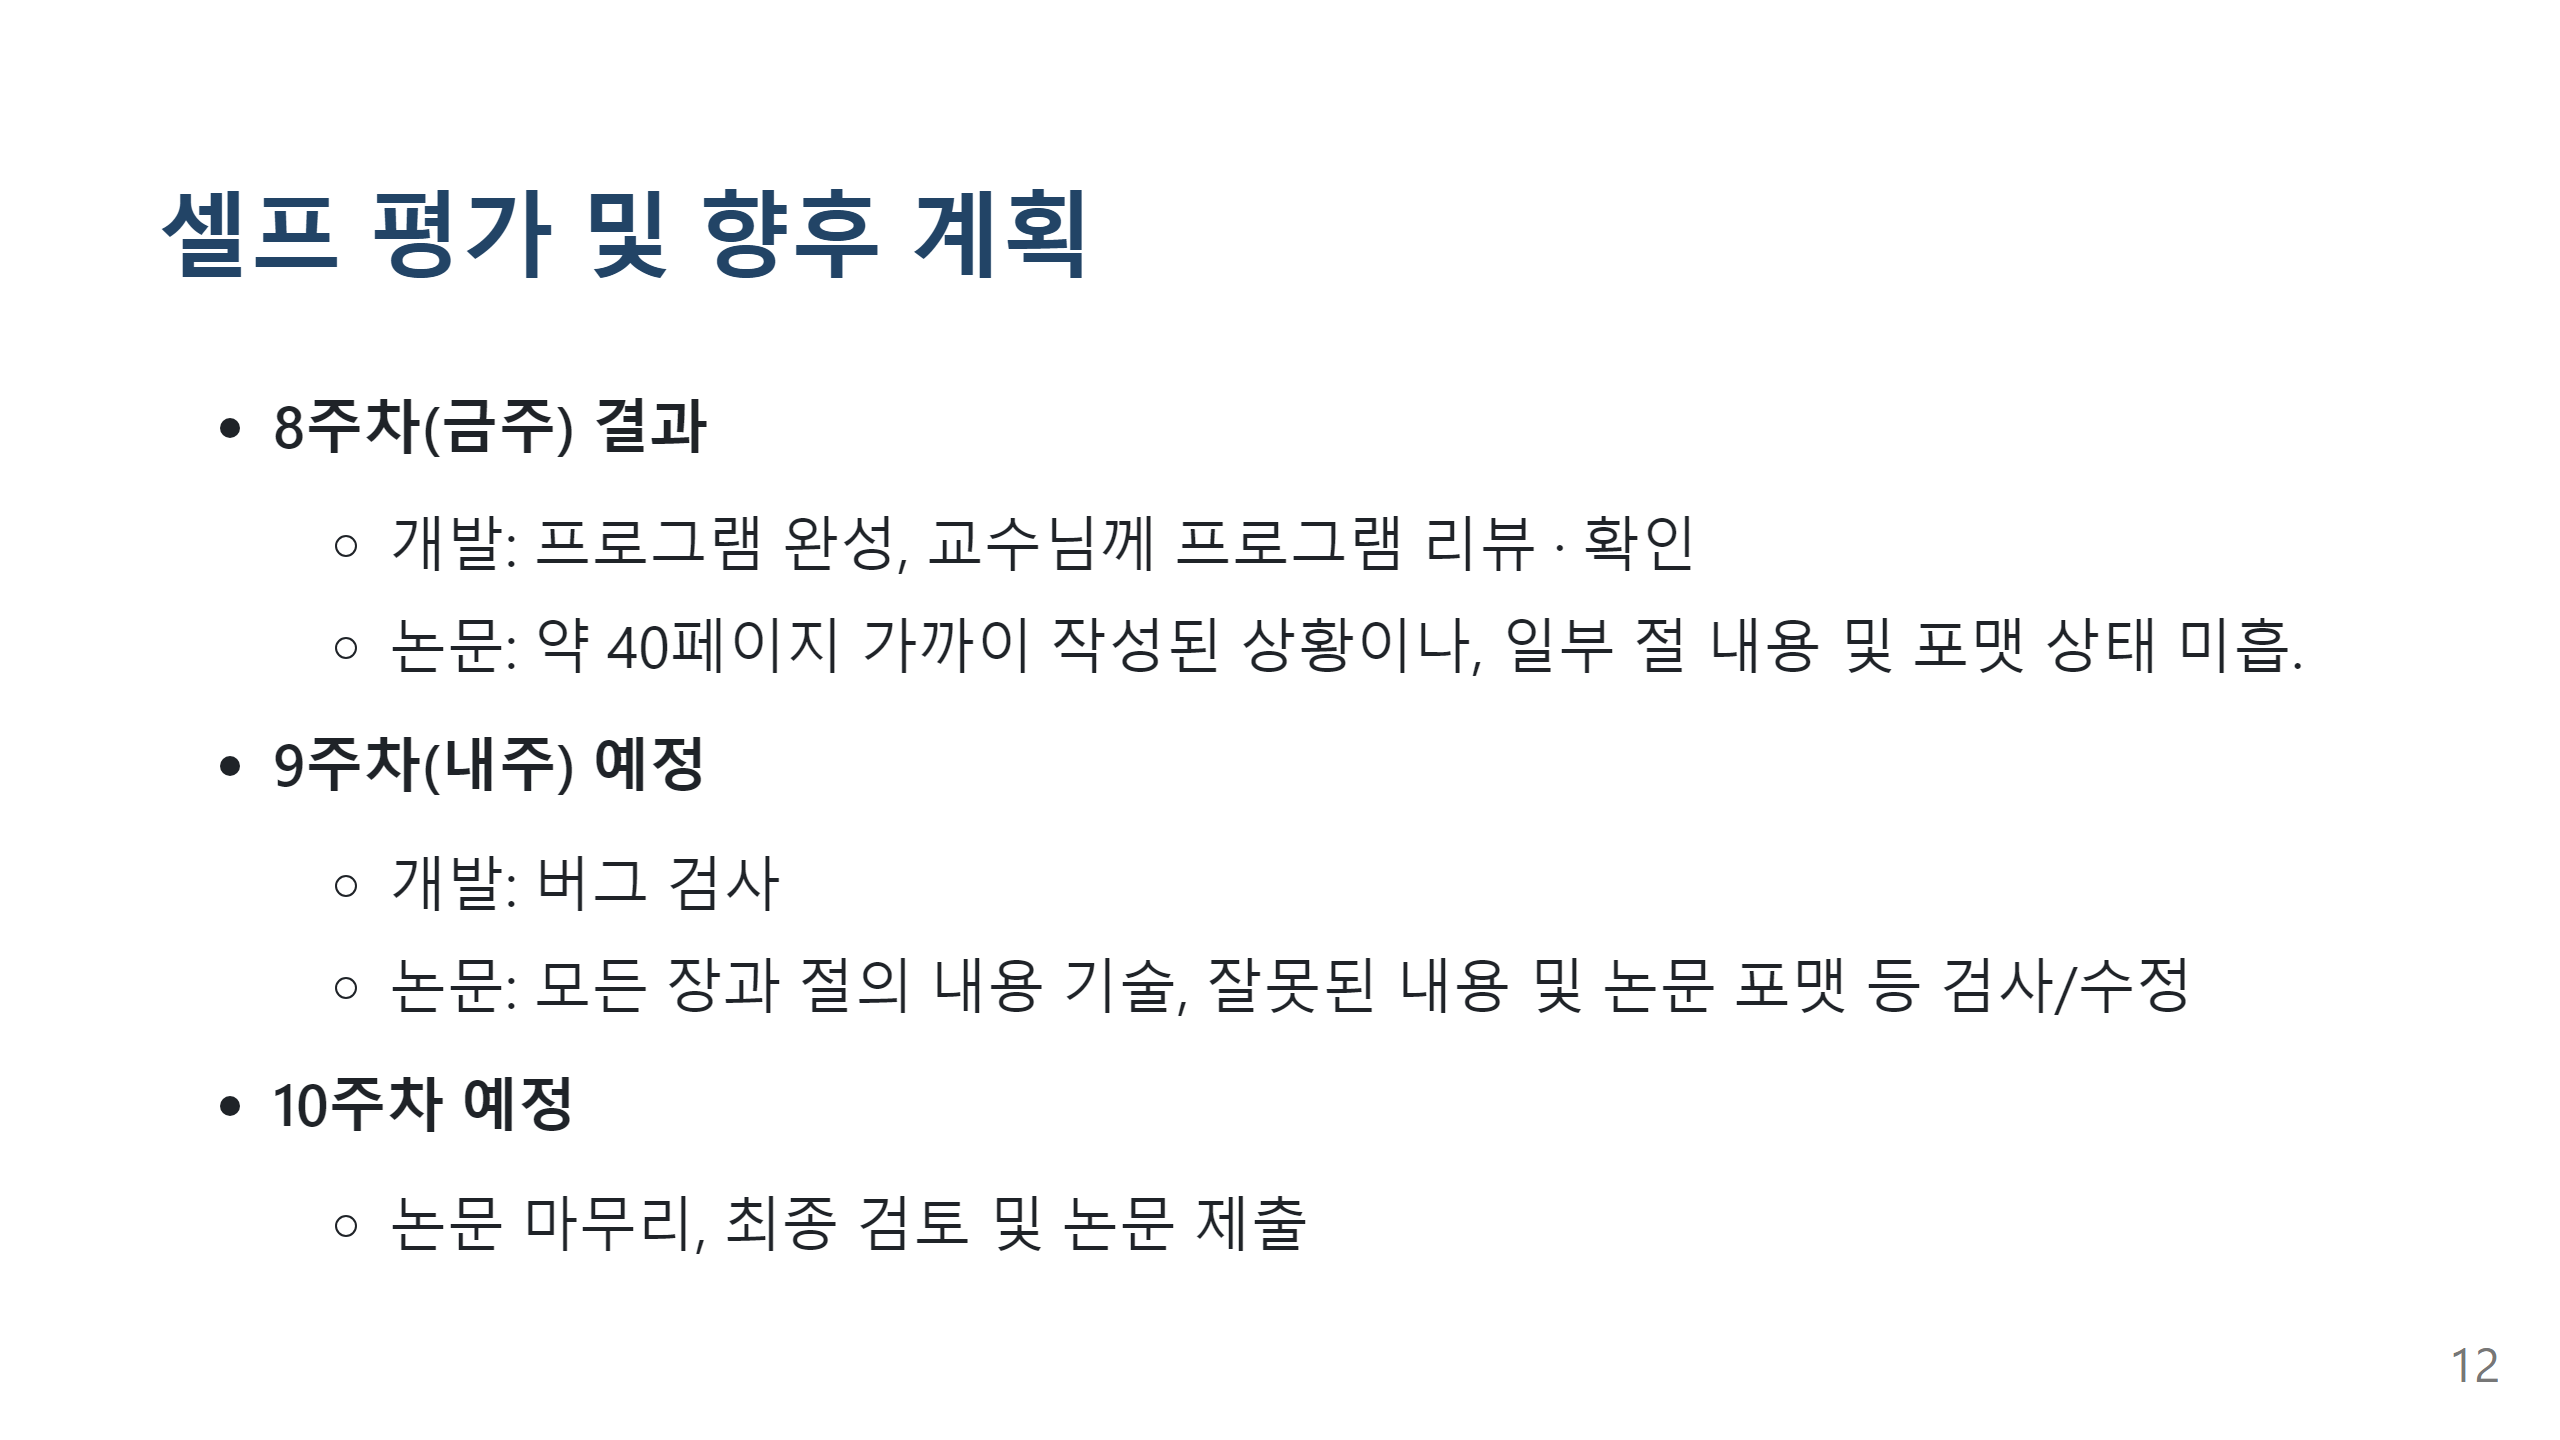 셀프 평가 및 향후 계획
• 8주차(금주) 결과
○ 개발: 프로그램 완성, 교수님께 프로그램 리뷰 · 확인
○ 논문: 약 40페이지 가까이 작성된 상황이나, 일부 절 내용 및 포맷 상태 미흡.
• 9주차(내주) 예정
○ 개발: 버그 검사
○ 논문: 모든 장과 절의 내용 기술, 잘못된 내용 및 논문 포맷 등 검사/수정
• 10주차 예정
○ 논문 마무리, 최종 검토 및 논문 제출
12